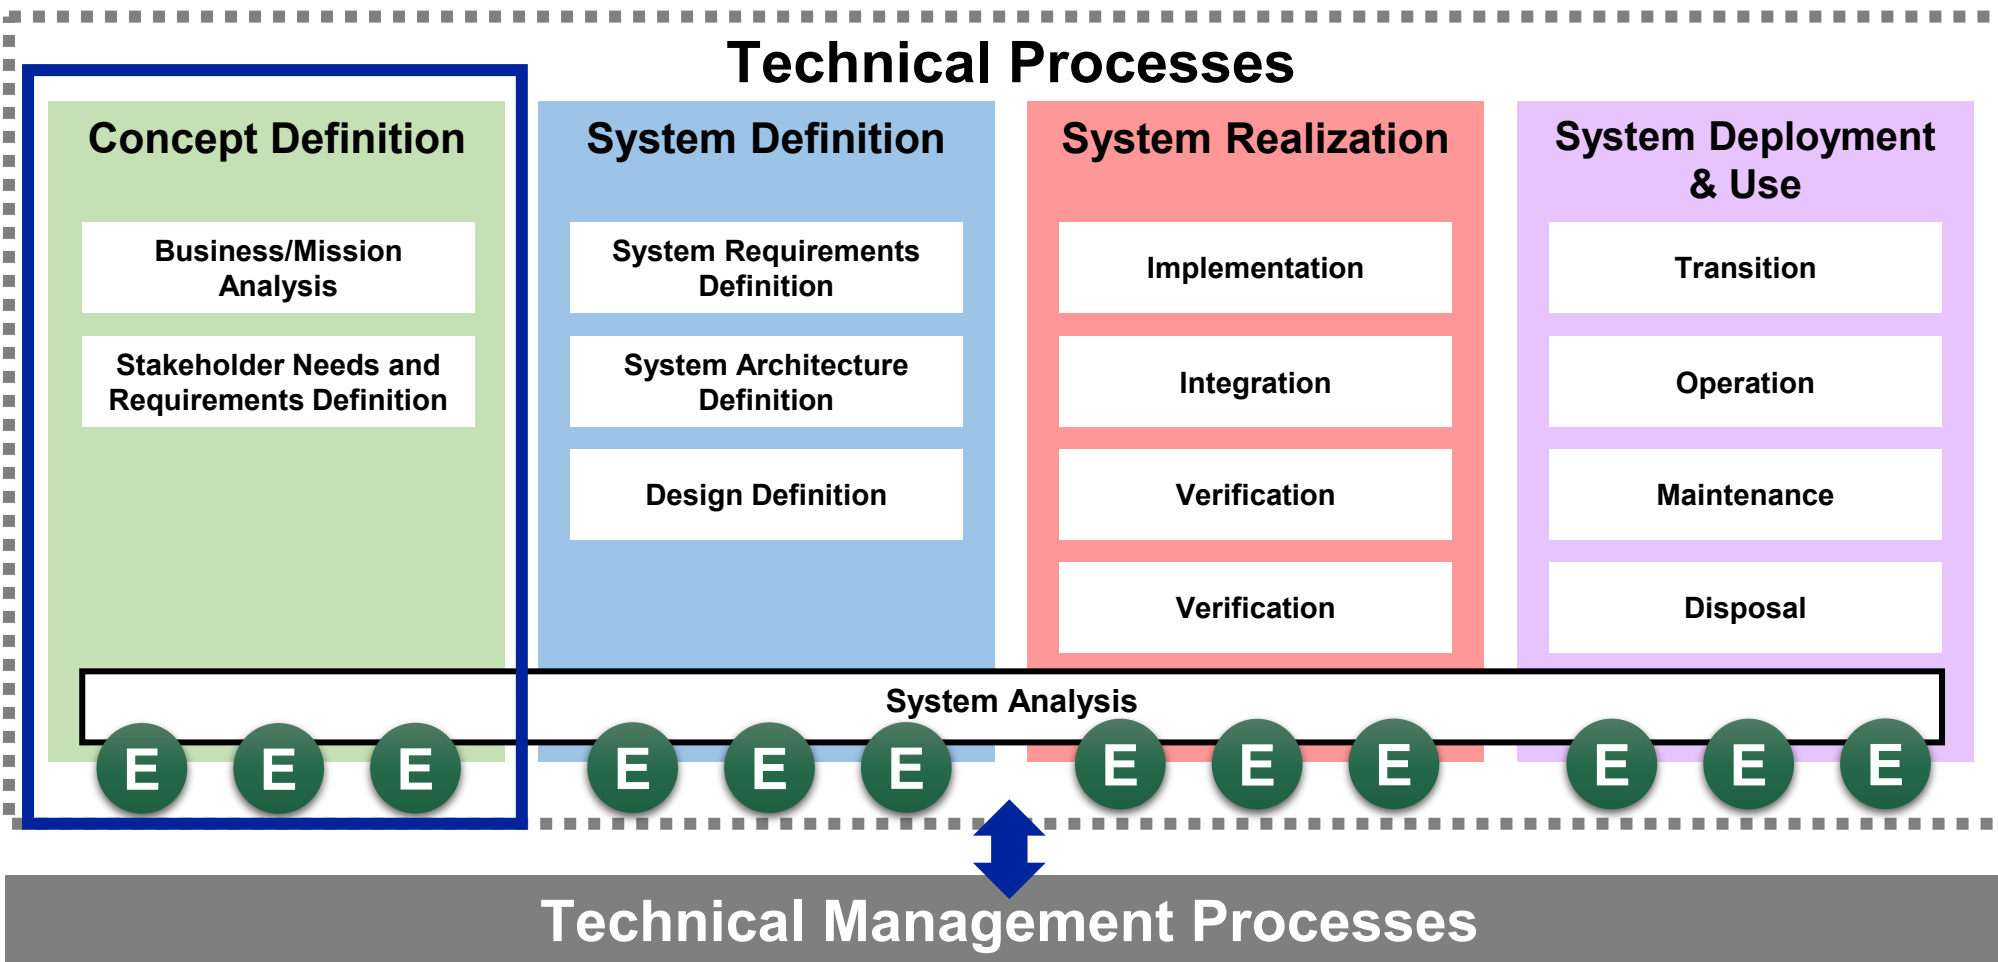 Technical Processes
Concept Definition
Business/Mission
Analysis
Stakeholder Needs and
Requirements Definition
System Definition
System Requirements
Definition
System Architecture
Definition
Design Definition
System Realization
Implementation
Integration
Verification
Verification
System Deployment
& Use
Transition
Operation
Maintenance
Disposal
System Analysis
E E E E E E E E E E E E
Technical Management Processes